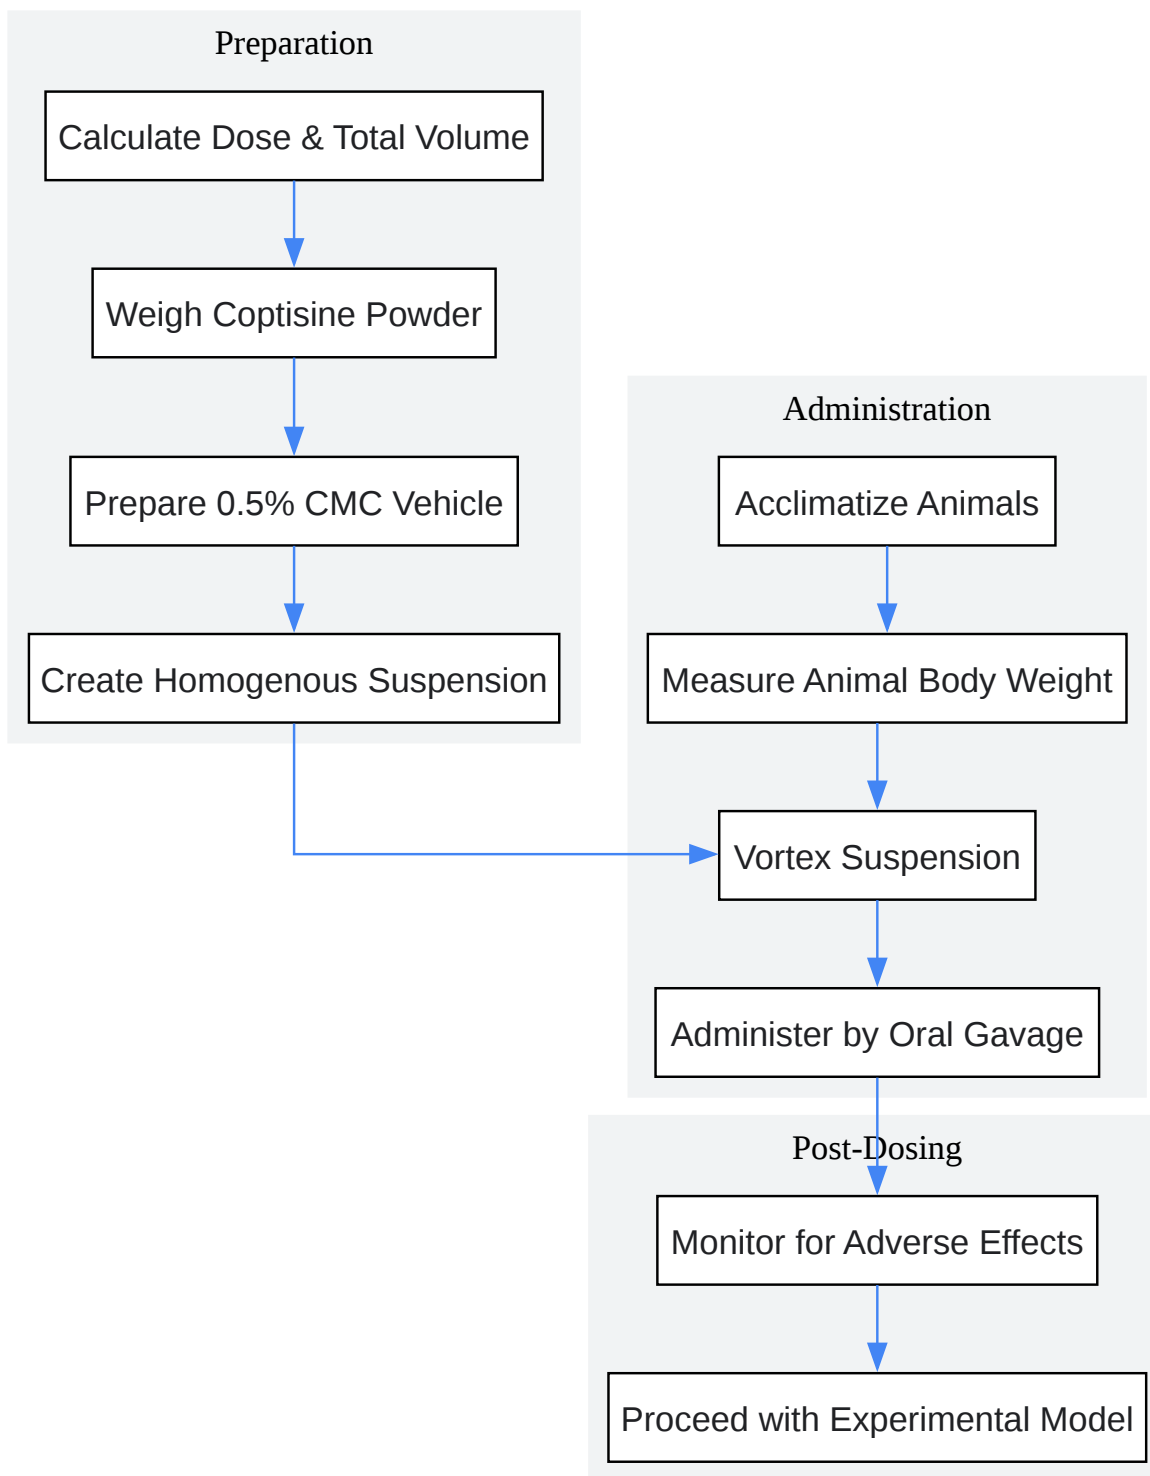 Preparation
Calculate Dose & Total Volume
Weigh Coptisine Powder
Prepare 0.5% CMC Vehicle
Create Homogenous Suspension
Administration
Acclimatize Animals
Measure Animal Body Weight
Vortex Suspension
Administer by Oral Gavage
Post-Dosing
Monitor for Adverse Effects
Proceed with Experimental Model